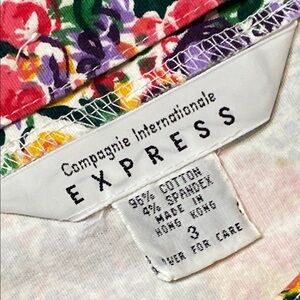 Compagnie Internationale
EXPRESS
96% COTTON
4% SPANDEX
MADE IN
HONG KONG
3
FOR CARE